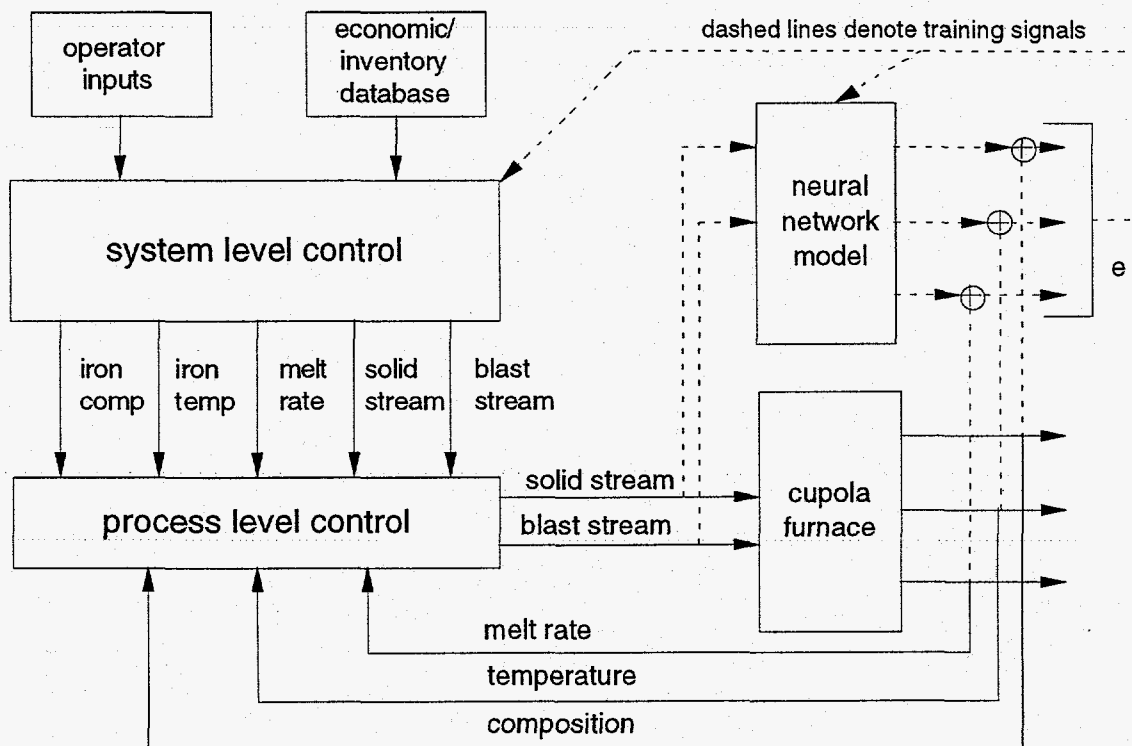 operator
inputs
economic/
inventory
database
dashed lines denote training signals
system level control
neural
network
model
e
iron
comp
iron
temp
melt
rate
solid
stream
blast
stream
process level control
solid stream
blast stream
cupola
furnace
melt rate
temperature
composition